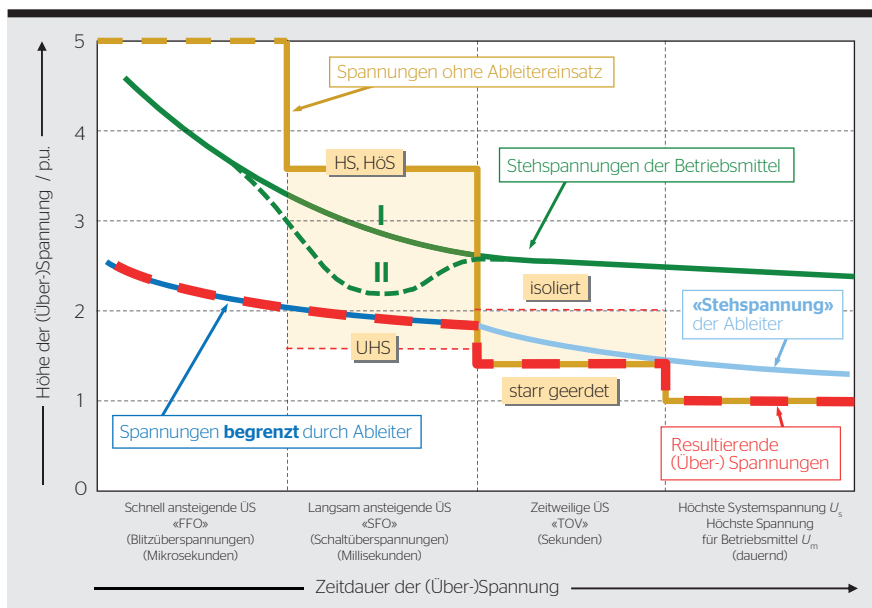 Höhe der (Über-)Spannung / p.u.
5
4
3
2
1
0
Spannungen ohne Ableitereinsatz
HS, HöS
Stehspannungen der Betriebsmittel
I
II
isoliert
«Stehspannung»
der Ableiter
UHS
starr geerdet
Spannungen begrenzt durch Ableiter
Resultierende
(Über-) Spannungen
Schnell ansteigende ÜS
«FFO»
(Blitzüberspannungen)
(Mikrosekunden)
Langsam ansteigende ÜS
«SFO»
(Schaltüberspannungen)
(Millisekunden)
Zeitweilige ÜS
«TOV»
(Sekunden)
Höchste Systemspannung Us
Höchste Spannung
für Betriebsmittel Um
(dauernd)
Zeitdauer der (Über-)Spannung